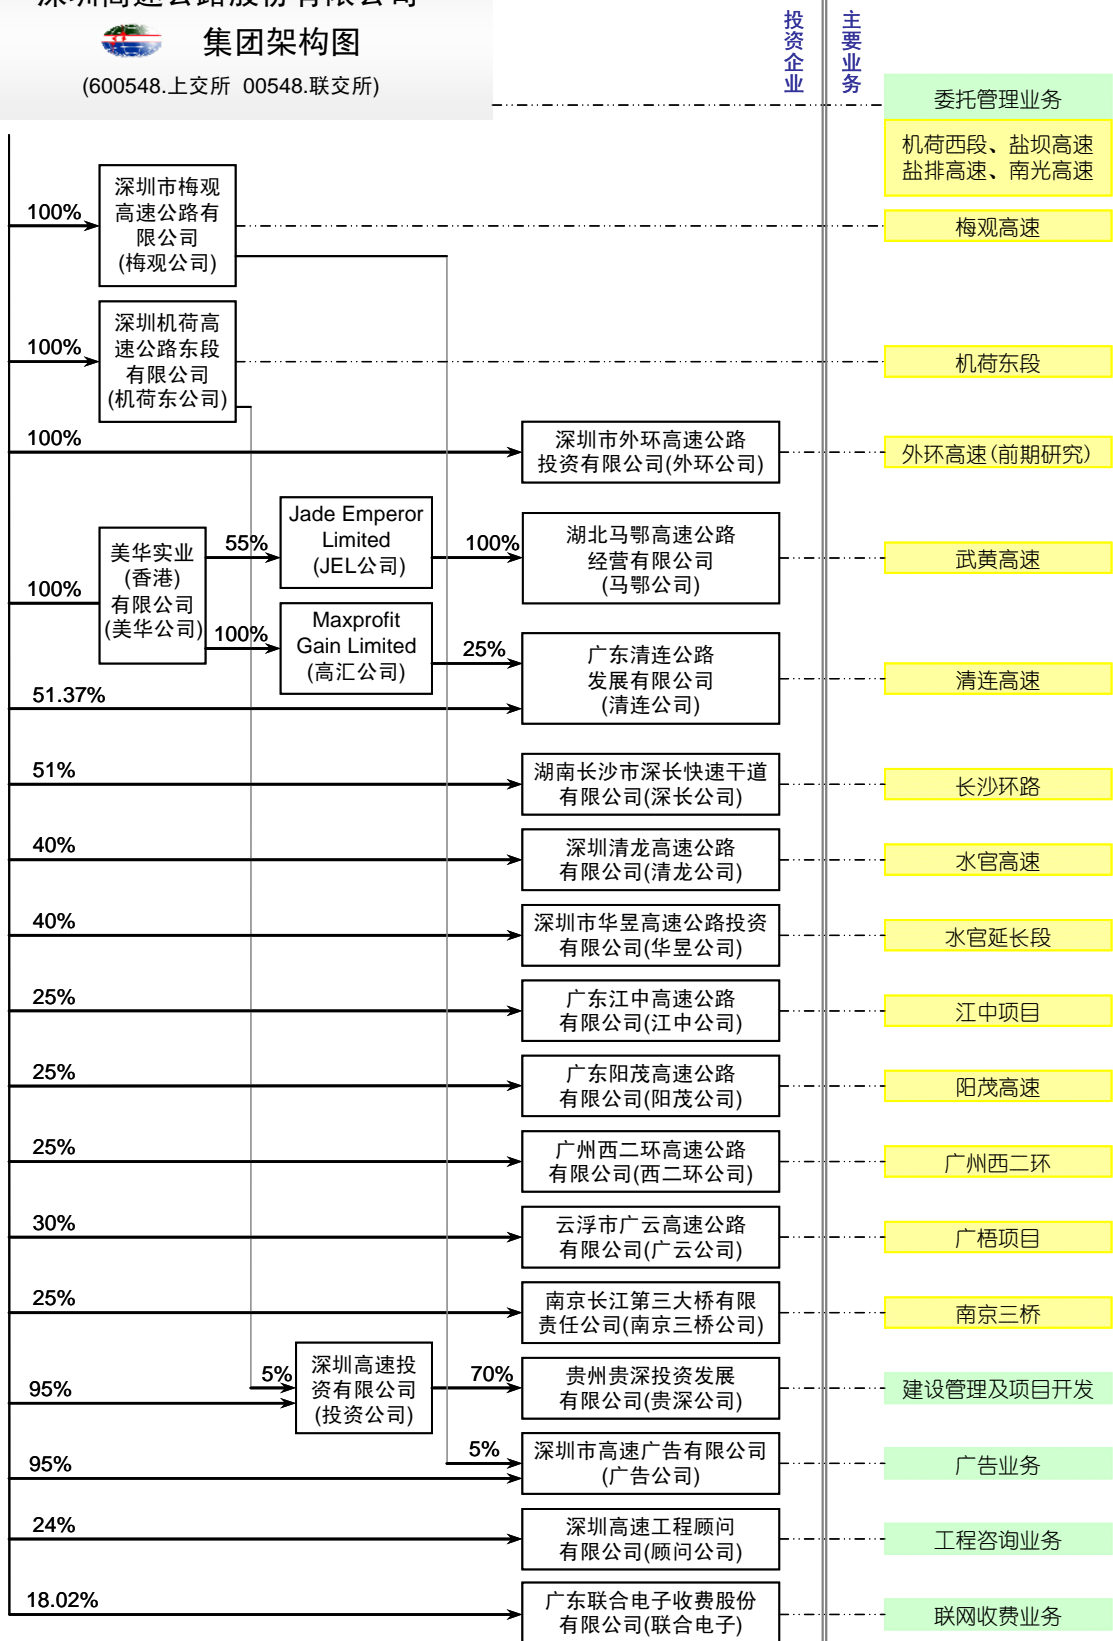 深圳高速公路股份有限公司
集团架构图
(600548.上交所 00548.联交所)
投资企业
主要业务
委托管理业务
机荷西段、盐坝高速
盐排高速、南光高速
100%
深圳市梅观
高速公路有
限公司
(梅观公司)
梅观高速
100%
深圳机荷高
速公路东段
有限公司
(机荷东公司)
机荷东段
100%
深圳市外环高速公路
投资有限公司(外环公司)
外环高速(前期研究)
100%
美华实业
(香港)
有限公司
(美华公司)
55%
Jade Emperor
Limited
(JEL公司)
100%
湖北马鄂高速公路
经营有限公司
(马鄂公司)
武黄高速
100%
Maxprofit
Gain Limited
(高汇公司)
25%
51.37%
广东清连公路
发展有限公司
(清连公司)
清连高速
51%
湖南长沙市深长快速干道
有限公司(深长公司)
长沙环路
40%
深圳清龙高速公路
有限公司(清龙公司)
水官高速
40%
深圳市华昱高速公路投资
有限公司(华昱公司)
水官延长段
25%
广东江中高速公路
有限公司(江中公司)
江中项目
25%
广东阳茂高速公路
有限公司(阳茂公司)
阳茂高速
25%
广州西二环高速公路
有限公司(西二环公司)
广州西二环
30%
云浮市广云高速公路
有限公司(广云公司)
广梧项目
25%
南京长江第三大桥有限
责任公司(南京三桥公司)
南京三桥
95%
5%
深圳高速投
资有限公司
(投资公司)
70%
贵州贵深投资发展
有限公司(贵深公司)
建设管理及项目开发
95%
5%
深圳市高速广告有限公司
(广告公司)
广告业务
24%
深圳高速工程顾问
有限公司(顾问公司)
工程咨询业务
18.02%
广东联合电子收费股份
有限公司(联合电子)
联网收费业务